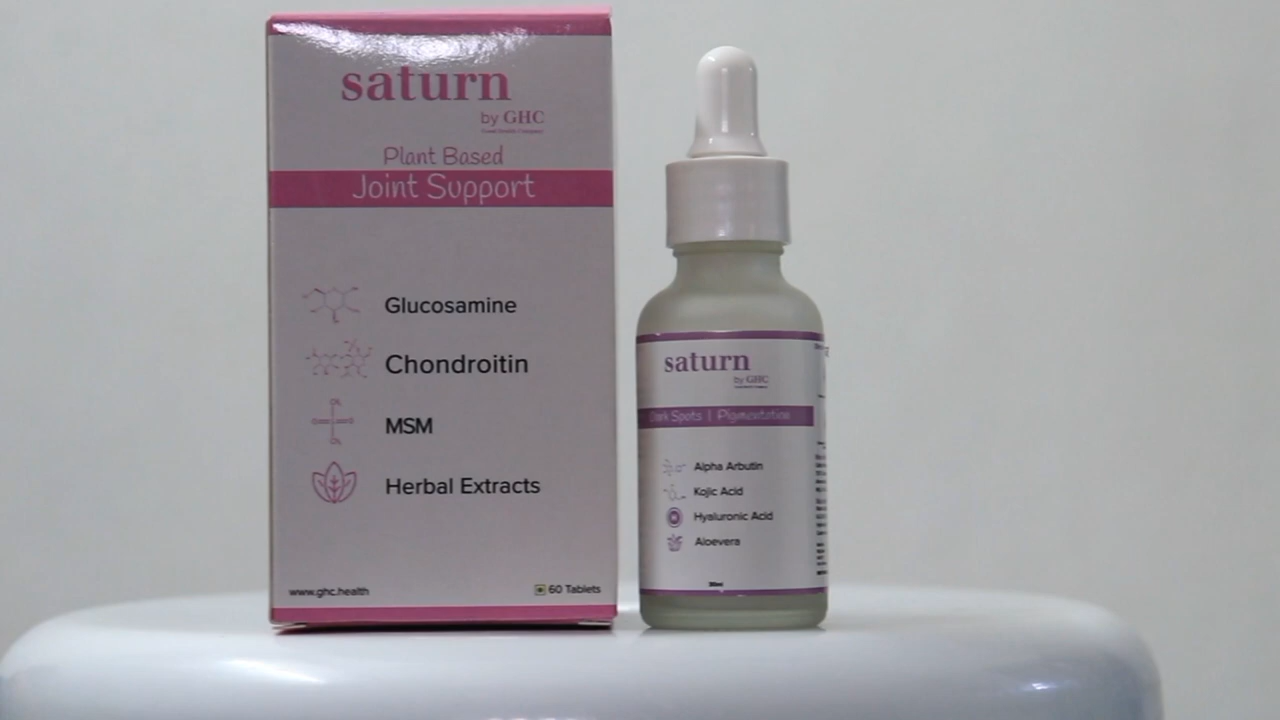 saturn
by GHC
Plant Based
Joint Support
Glucosamine
Chondroitin
MSM
Herbal Extracts
www.ghc.health
60 Tablets
saturn
by GHC
Dark Spots | Pigmentation
Alpha Arbutin
Kojic Acid
Hyaluronic Acid
Aloevera
30ml